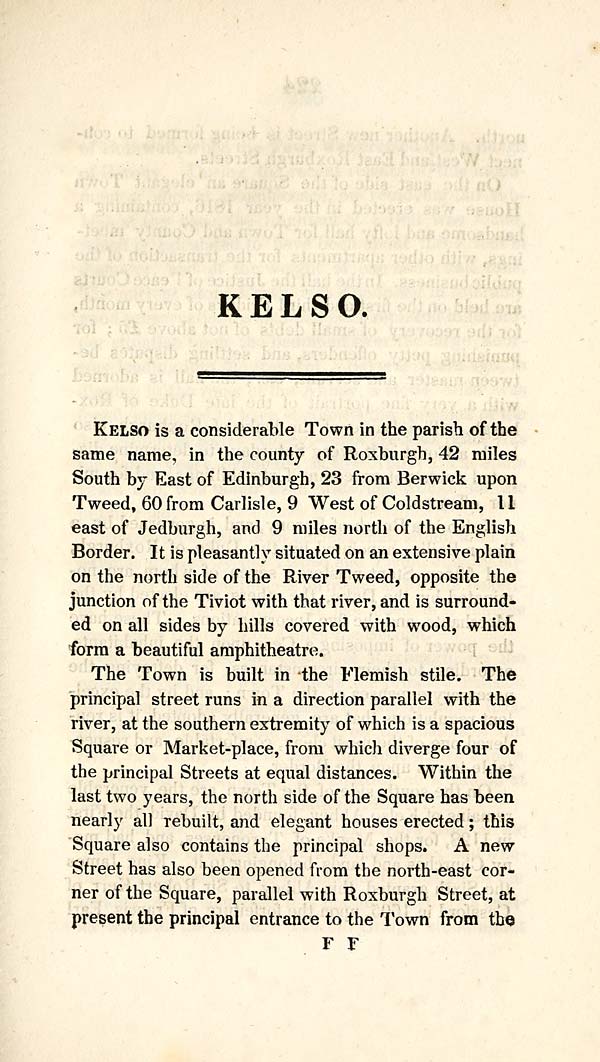 KELSO.
KELSO is a considerable Town in the parish of the
same name, in the county of Roxburgh, 42 miles
South by East of Edinburgh, 23 from Berwick upon
Tweed, 60 from Carlisle, 9 West of Coldstream, 11
east of Jedburgh, and 9 miles north of the English
Border. It is pleasantly situated on an extensive plain
on the north side of the River Tweed, opposite the
junction of the Tiviot with that river, and is surround-
ed on all sides by hills covered with wood, which
form a beautiful amphitheatre.
The Town is built in the Flemish stile. The
principal street runs in a direction parallel with the
river, at the southern extremity of which is a spacious
Square or Market-place, from which diverge four of
the principal Streets at equal distances. Within the
last two years, the north side of the Square has been
nearly all rebuilt, and elegant houses erected; this
Square also contains the principal shops. A new
Street has also been opened from the north-east cor-
ner of the Square, parallel with Roxburgh Street, at
present the principal entrance to the Town from the
F F